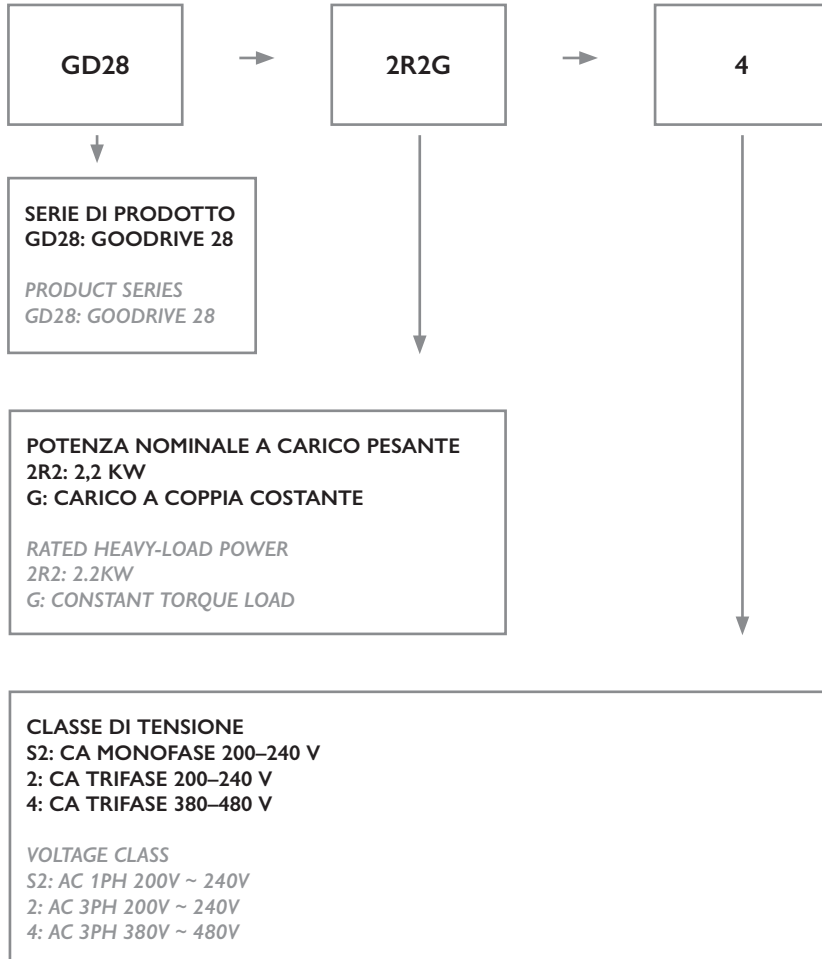 GD28
2R2G
4
SERIE DI PRODOTTO
GD28: GOODRIVE 28
PRODUCT SERIES
GD28: GOODRIVE 28
POTENZA NOMINALE A CARICO PESANTE
2R2: 2,2 KW
G: CARICO A COPPIA COSTANTE
RATED HEAVY-LOAD POWER
2R2: 2.2KW
G: CONSTANT TORQUE LOAD
CLASSE DI TENSIONE
S2: CA MONOFASE 200–240 V
2: CA TRIFASE 200–240 V
4: CA TRIFASE 380–480 V
VOLTAGE CLASS
S2: AC 1PH 200V ~ 240V
2: AC 3PH 200V ~ 240V
4: AC 3PH 380V ~ 480V